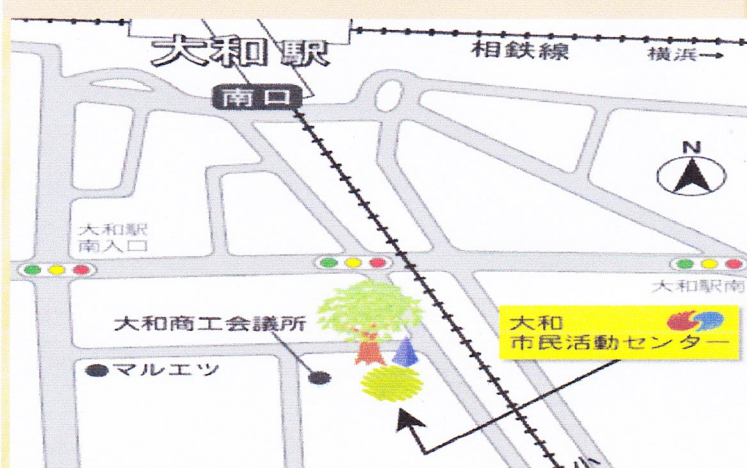 大和駅
相鉄線
横浜→
南口
N
大和駅
南入口
大和駅南
大和商工会議所
大和
市民活動センター
マルエツ
小